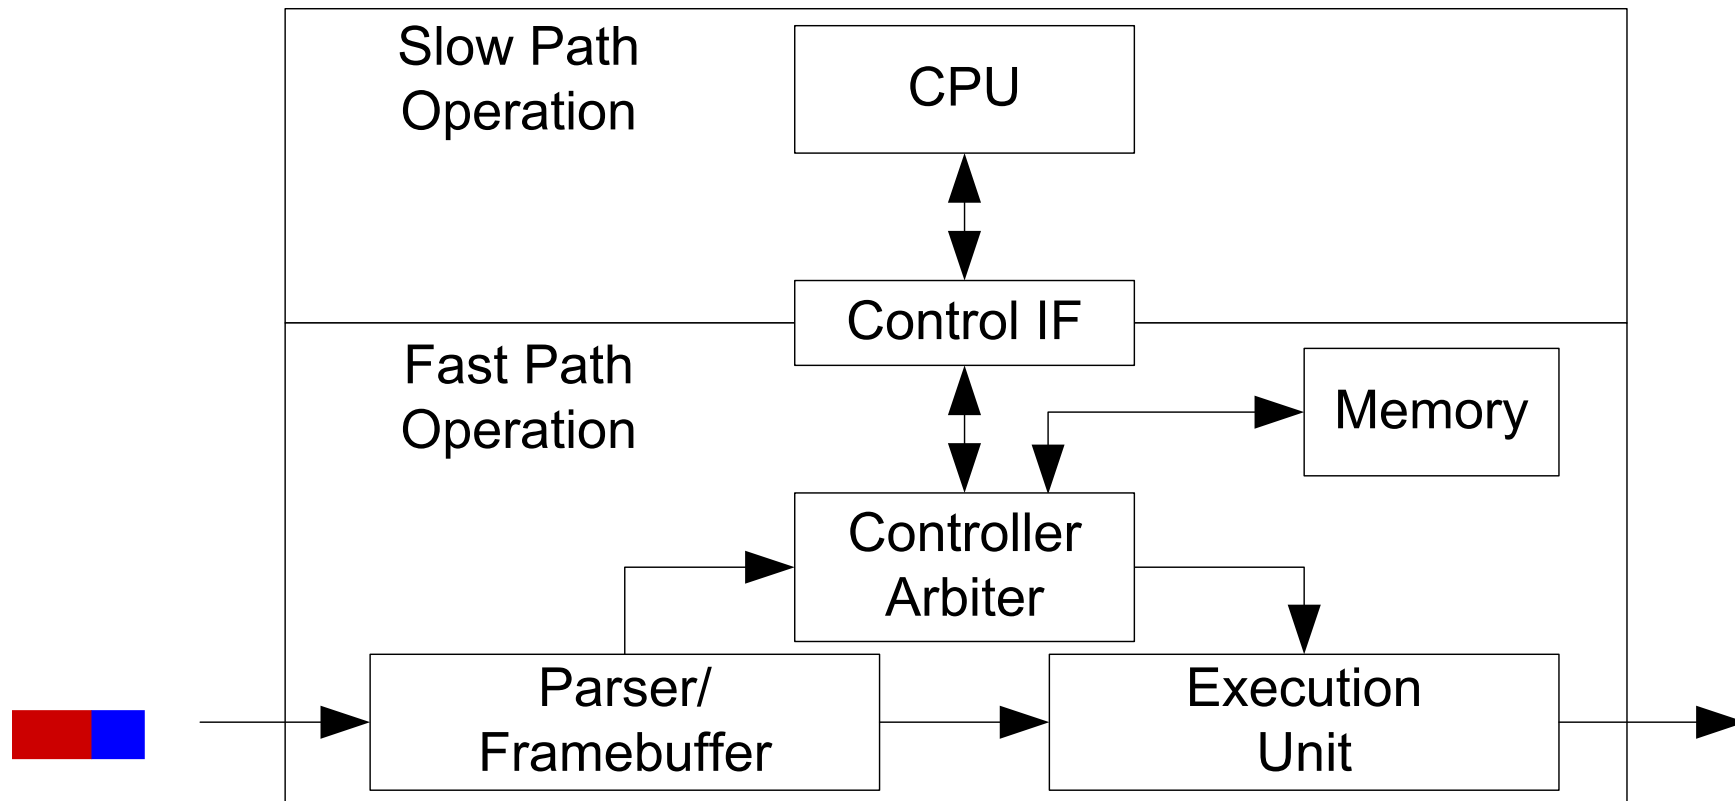 Slow Path
Operation
CPU
Control IF
Fast Path
Operation
Memory
Controller
Arbiter
Parser/
Framebuffer
Execution
Unit